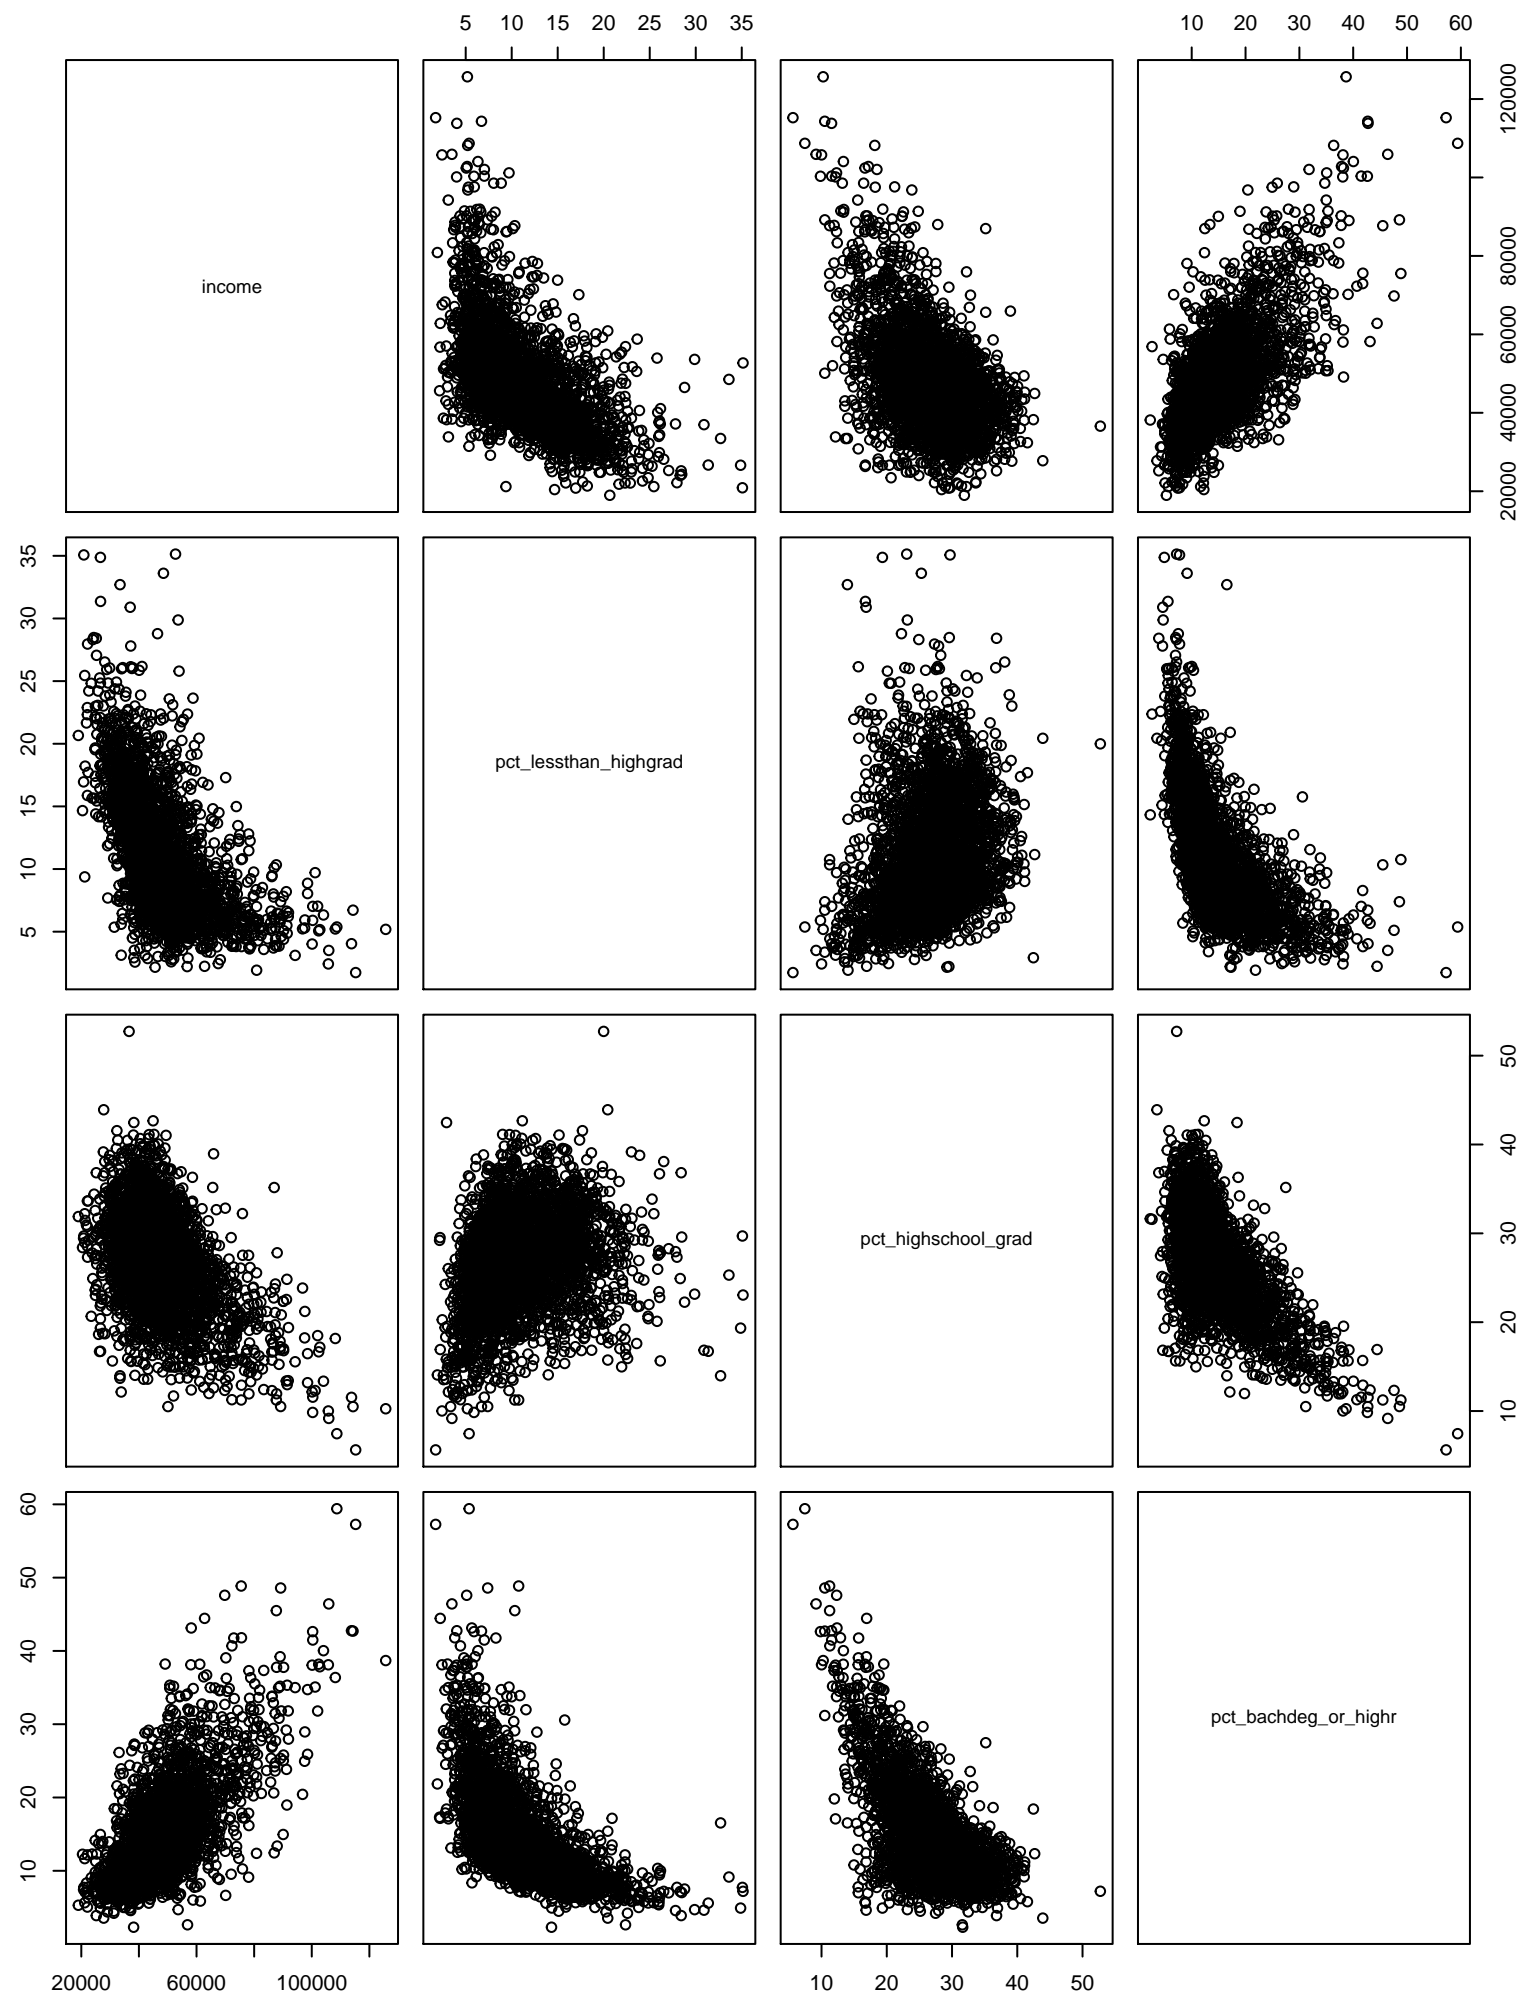 5 10 15 20 25 30 35
10 20 30 40 50 60
income
20000 40000 60000 80000 120000
5 10 15 20 25 30 35
pct_lessthan_highgrad
pct_highschool_grad
10 20 30 40 50
10 20 30 40 50 60
pct_bachdeg_or_highr
20000 60000 100000
10 20 30 40 50